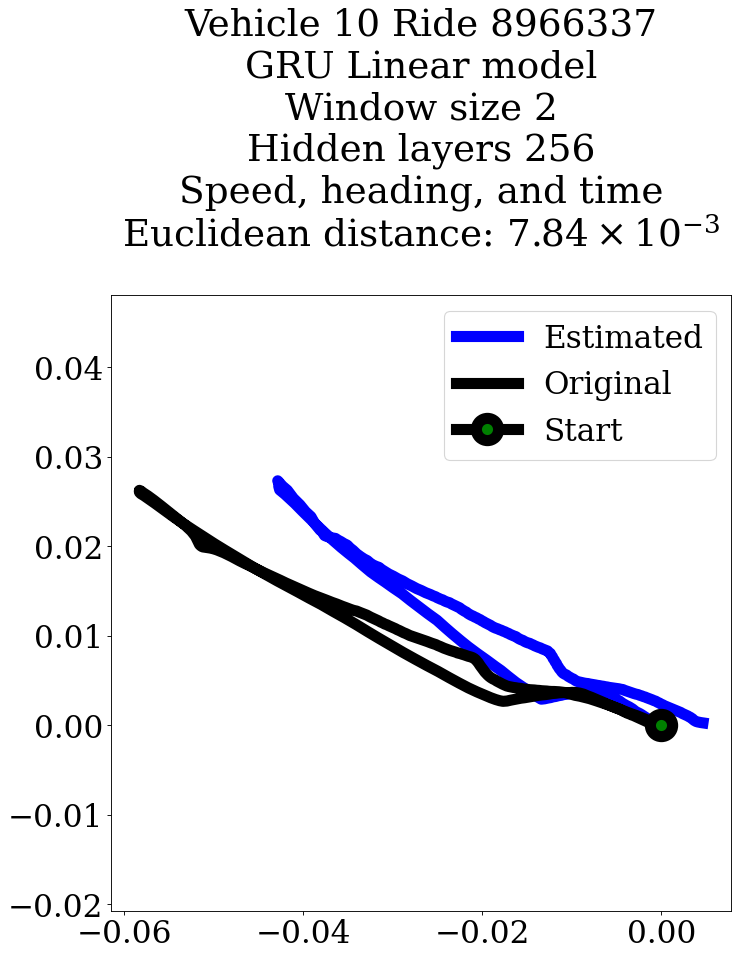 Vehicle 10 Ride 8966337
GRU Linear model
Window size 2
Hidden layers 256
Speed, heading, and time
Euclidean distance: 7.84 × 10⁻³
Estimated
Original
Start
0.04
0.03
0.02
0.01
0.00
−0.01
−0.02
−0.06
−0.04
−0.02
0.00